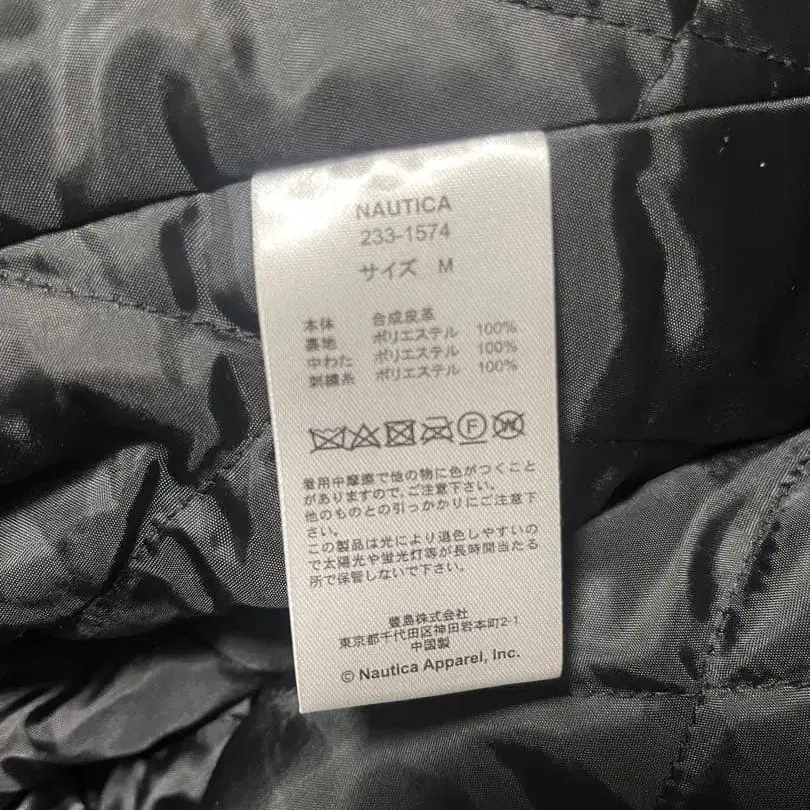 NAUTICA
233-1574
サイズ M
本体 合成皮革
裏地 ポリエステル 100%
中わた ポリエステル 100%
刺繍糸 ポリエステル 100%
F W
着用中摩擦で他の物に色がつくこと
がありますので、ご注意下さい。
他のものとの引っかかりにご注意下
さい。
この製品は光により退色しやすいの
で太陽光や蛍光灯等が長時間当たる
所で保管しないで下さい。
豊島株式会社
東京都千代田区神田岩本町2-1
中国製
© Nautica Apparel, Inc.